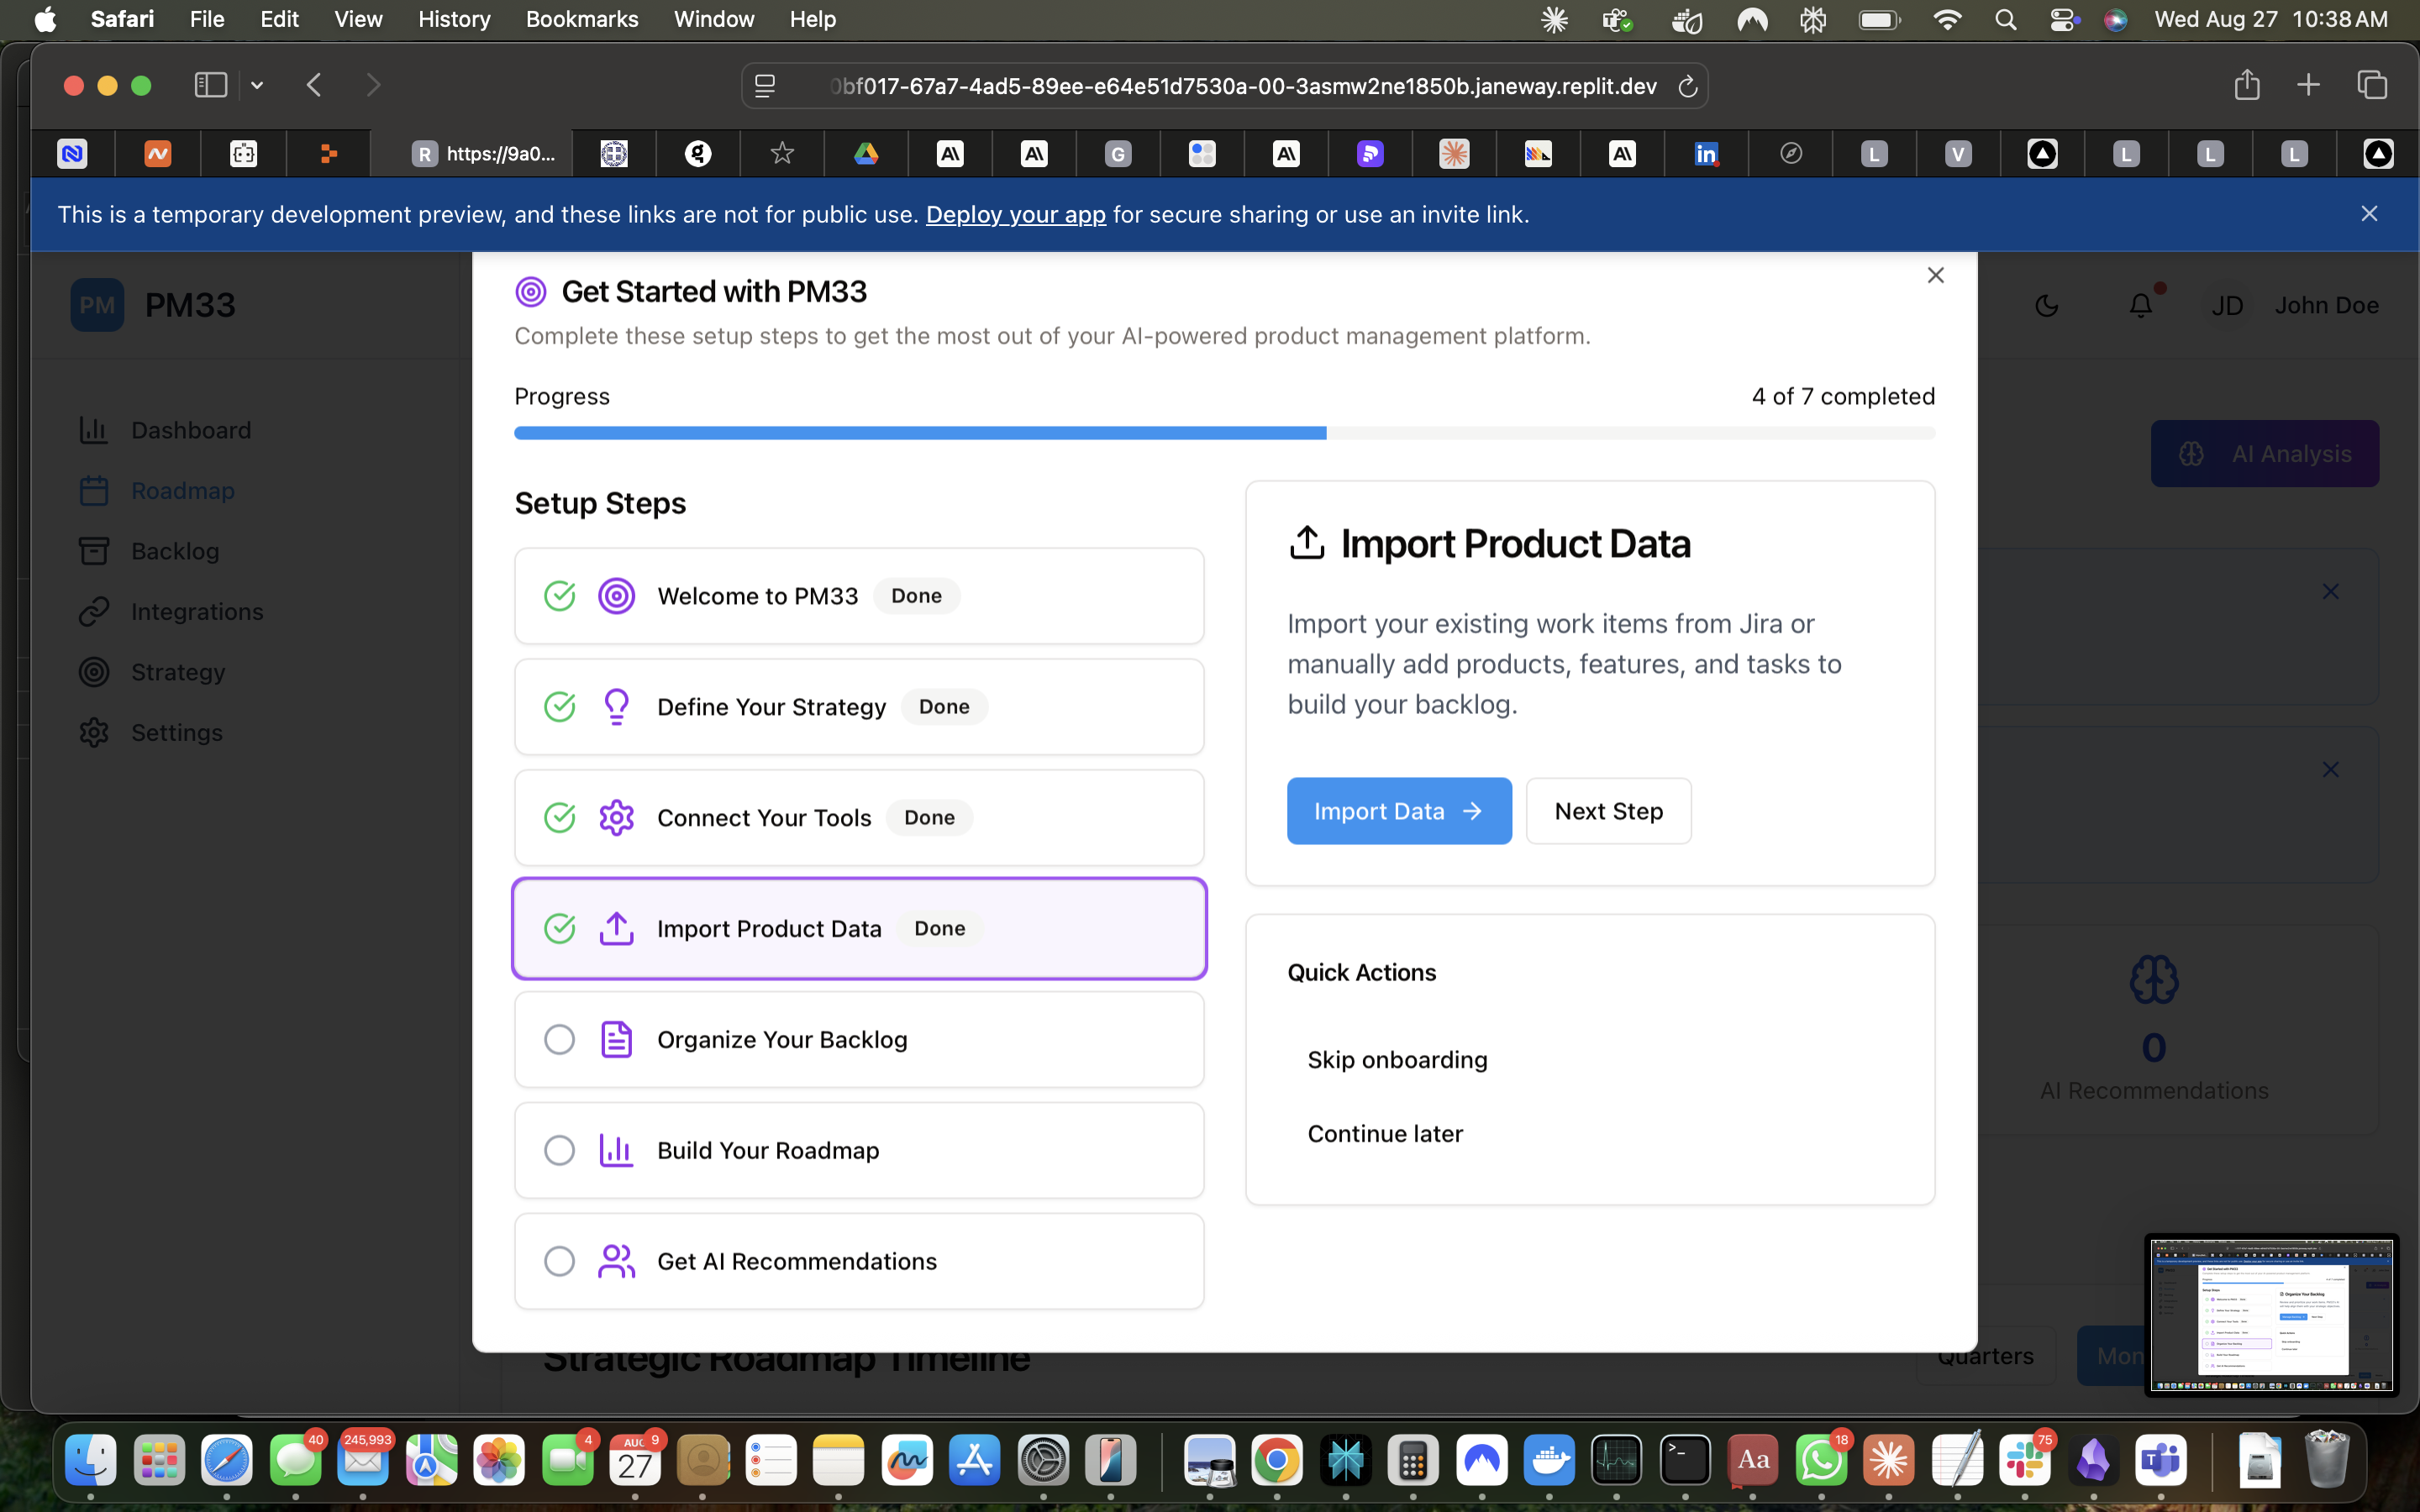 Safari File Edit View History Bookmarks Window Help Wed Aug 27 10:38 AM
0bf017-67a7-4ad5-89ee-e64e51d7530a-00-3asmw2ne1850b.janeway.replit.dev
R https://9a0... G L V L L L
This is a temporary development preview, and these links are not for public use. Deploy your app for secure sharing or use an invite link.
PM PM33
JD John Doe
Dashboard
Roadmap
Backlog
Integrations
Strategy
Settings
AI Analysis
Get Started with PM33
Complete these setup steps to get the most out of your AI-powered product management platform.
Progress 4 of 7 completed
Setup Steps
Welcome to PM33 Done
Define Your Strategy Done
Connect Your Tools Done
Import Product Data Done
Organize Your Backlog
Build Your Roadmap
Get AI Recommendations
Import Product Data
Import your existing work items from Jira or
manually add products, features, and tasks to
build your backlog.
Import Data Next Step
Quick Actions
Skip onboarding
Continue later
0
AI Recommendations
Strategic Roadmap Timeline
Quarters Mon
40 245,993 4 AUG 9 27 Aa 18 75